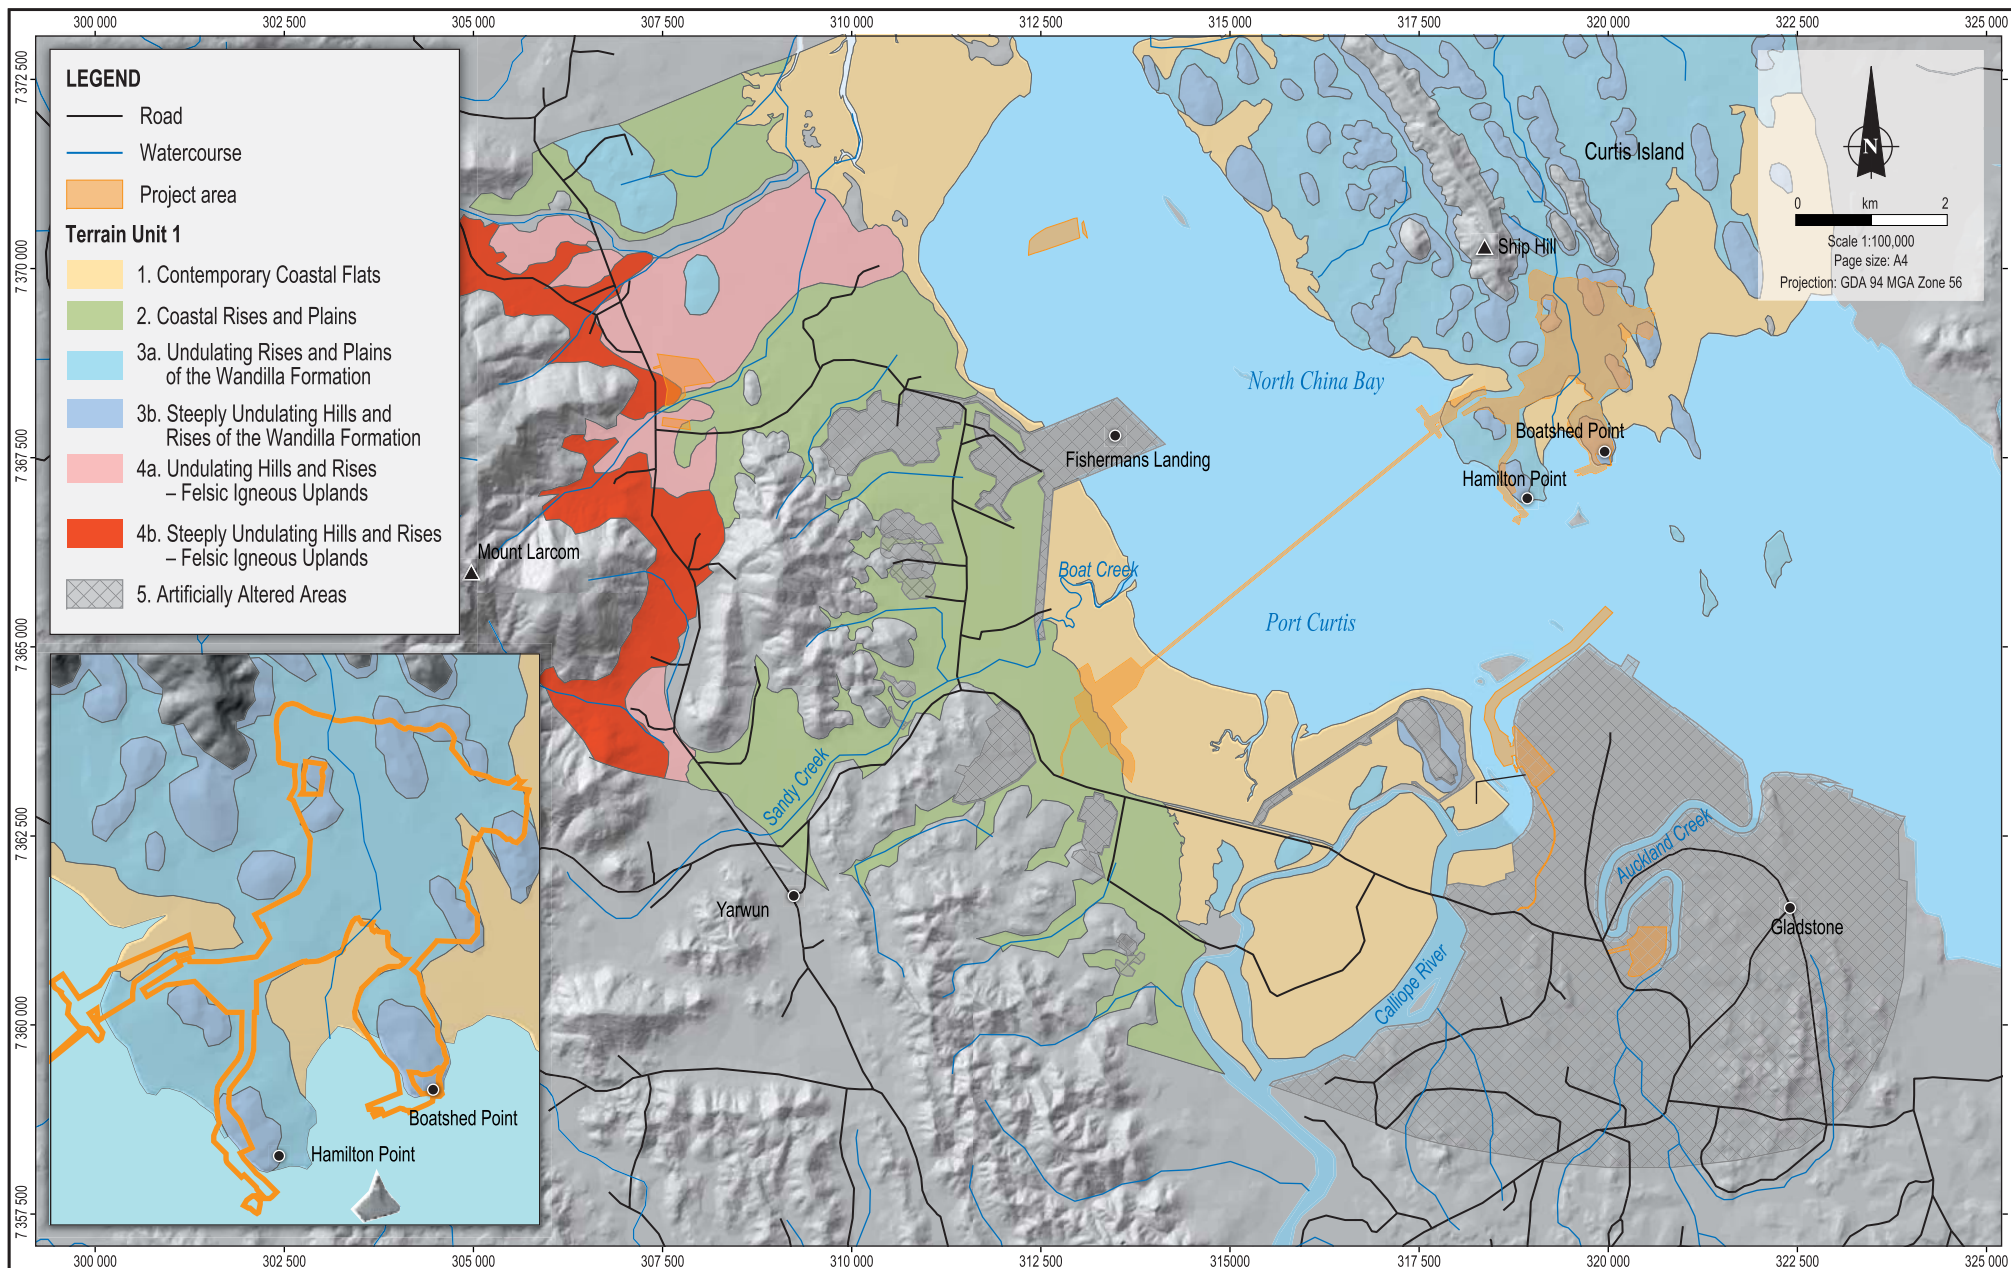 300 000 302 500 305 000 307 500 310 000 312 500 315 000 317 500 320 000 322 500 325 000
7 372 500
7 370 000
7 367 500
7 365 000
7 362 500
7 360 000
7 357 500
LEGEND
Road
Watercourse
Project area
Terrain Unit 1
1. Contemporary Coastal Flats
2. Coastal Rises and Plains
3a. Undulating Rises and Plains
of the Wandilla Formation
3b. Steeply Undulating Hills and
Rises of the Wandilla Formation
4a. Undulating Hills and Rises
– Felsic Igneous Uplands
4b. Steeply Undulating Hills and Rises
– Felsic Igneous Uplands
5. Artificially Altered Areas
N
0 km 2
Scale 1:100,000
Page size: A4
Projection: GDA 94 MGA Zone 56
Curtis Island
Ship Hill
North China Bay
Boatshed Point
Hamilton Point
Fishermans Landing
Mount Larcom
Boat Creek
Port Curtis
Sandy Creek
Yarwun
Auckland Creek
Gladstone
Calliope River
Boatshed Point
Hamilton Point
300 000 302 500 305 000 307 500 310 000 312 500 315 000 317 500 320 000 322 500 325 000